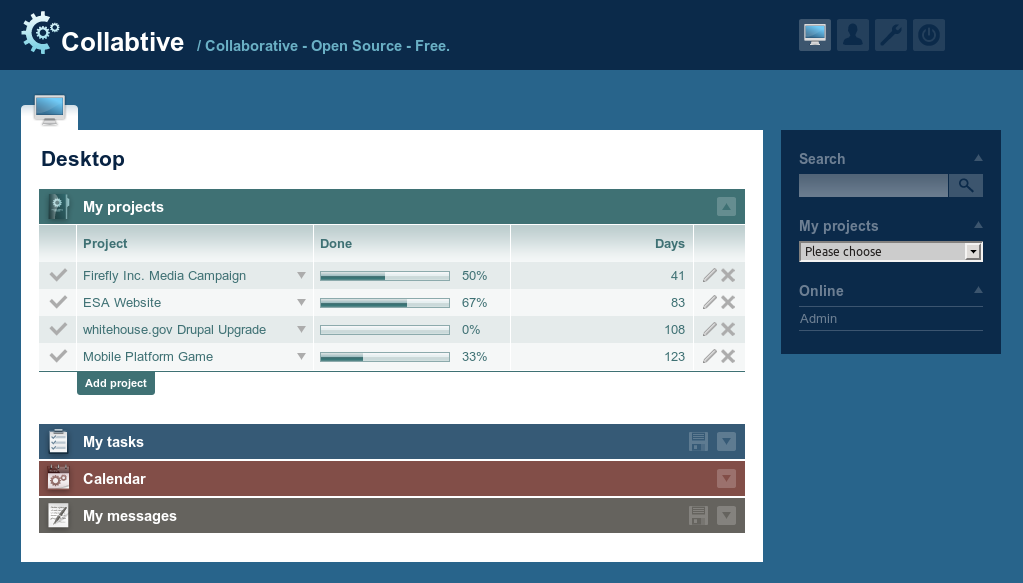 Collabtive / Collaborative - Open Source - Free.
Desktop
My projects
Project Done Days
Firefly Inc. Media Campaign 50% 41
ESA Website 67% 83
whitehouse.gov Drupal Upgrade 0% 108
Mobile Platform Game 33% 123
Add project
My tasks
Calendar
My messages
Search
My projects
Please choose
Online
Admin